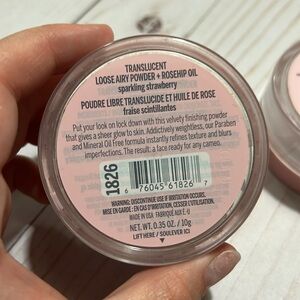 TRANSLUCENT
LOOSE AIRY POWDER + ROSEHIP OIL
sparkling strawberry
POUDRE LIBRE TRANSLUCIDE ET HUILE DE ROSE
fraise scintillantes
Put your look on lock down with this velvety finishing powder
that gives a sheer glow to skin. Addictively weightless, our Paraben
and Mineral Oil Free formula instantly refines texture and blurs
imperfections. The result: a face ready for any cameo.
1826
6 76045 61826 7
WARNING: DISCONTINUE USE IF IRRITATION OCCURS.
MISE EN GARDE : EN CAS D'IRRITATION, CESSER L'UTILISATION.
MADE IN USA. FABRIQUÉ AUX É.-U
NET. WT. 0.35 OZ. / 10g
LIFT HERE / SOULEVER ICI